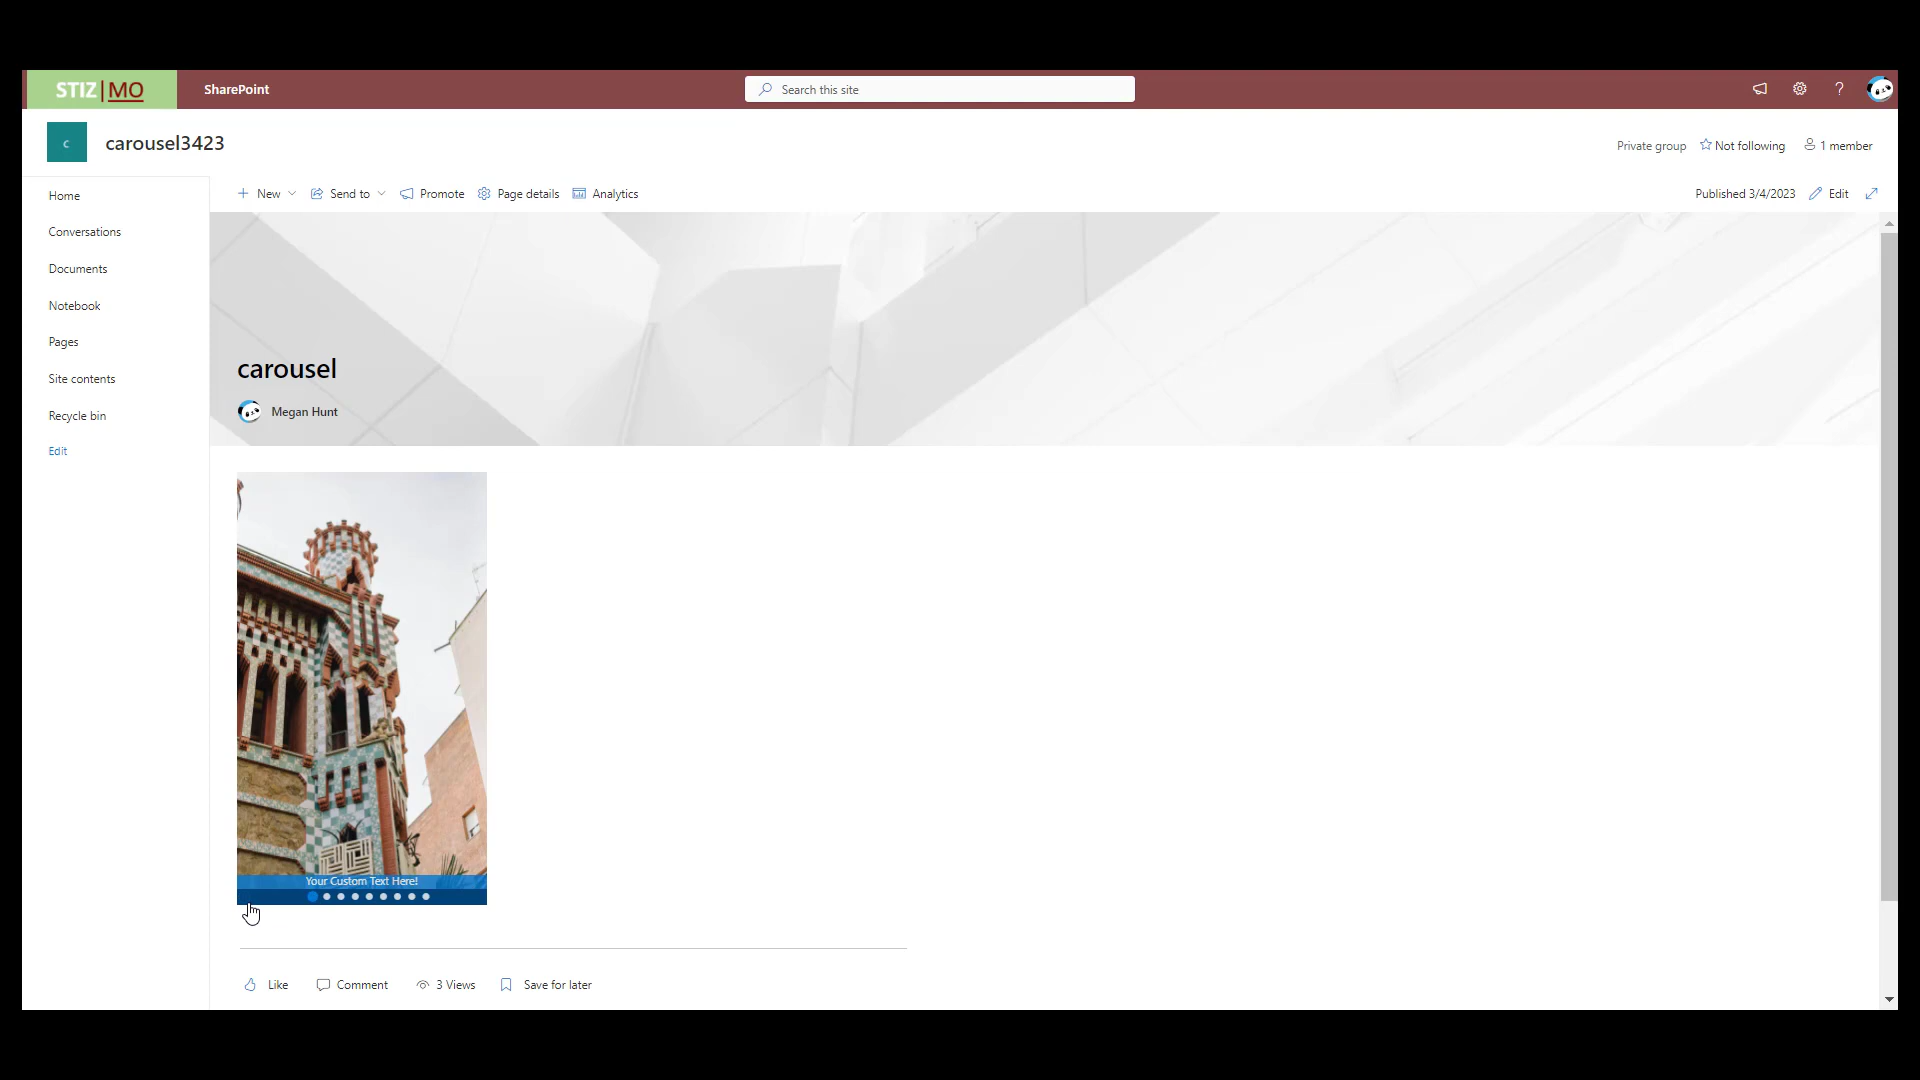 STIZ|MO
SharePoint
Search this site
?
c
carousel3423
Private group
Not following
1 member
Home
Conversations
Documents
Notebook
Pages
Site contents
Recycle bin
Edit
New
Send to
Promote
Page details
Analytics
Published 3/4/2023
Edit
carousel
Megan Hunt
Your Custom Text Here!
Like
Comment
3 Views
Save for later